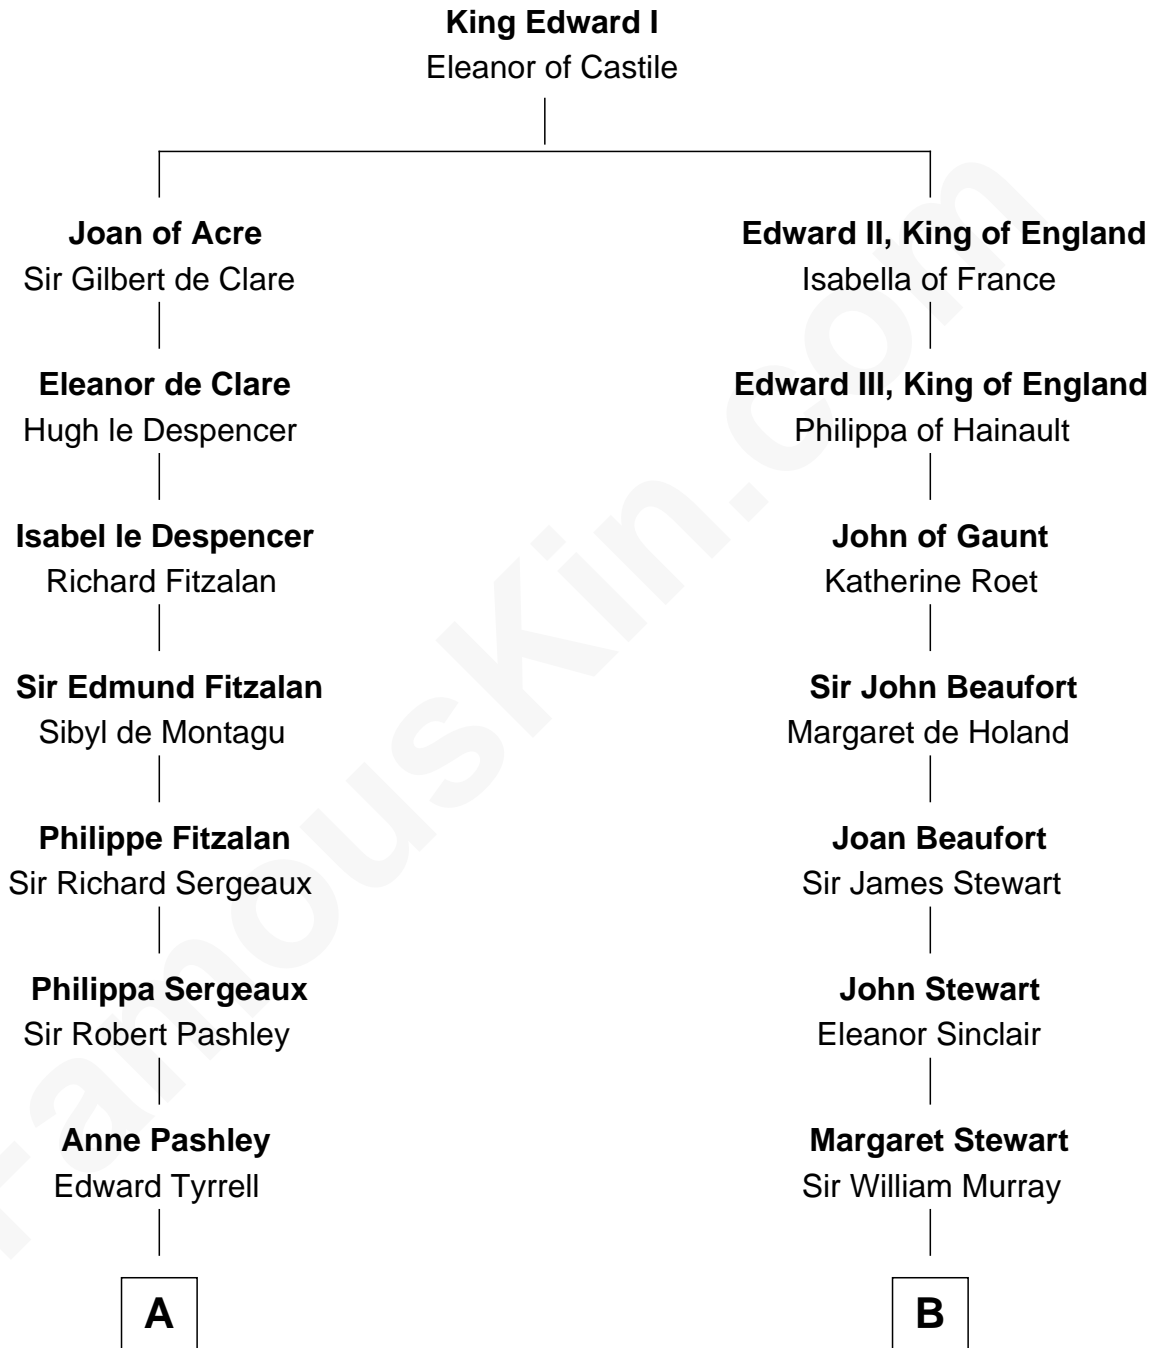 King Edward I
Eleanor of Castile
Joan of Acre
Sir Gilbert de Clare
Edward II, King of England
Isabella of France
Eleanor de Clare
Hugh le Despencer
Edward III, King of England
Philippa of Hainault
Isabel le Despencer
Richard Fitzalan
John of Gaunt
Katherine Roet
Sir Edmund Fitzalan
Sibyl de Montagu
Sir John Beaufort
Margaret de Holand
Philippe Fitzalan
Sir Richard Sergeaux
Joan Beaufort
Sir James Stewart
Philippa Sergeaux
Sir Robert Pashley
John Stewart
Eleanor Sinclair
Anne Pashley
Edward Tyrrell
Margaret Stewart
Sir William Murray
A
B
FamousKin.com